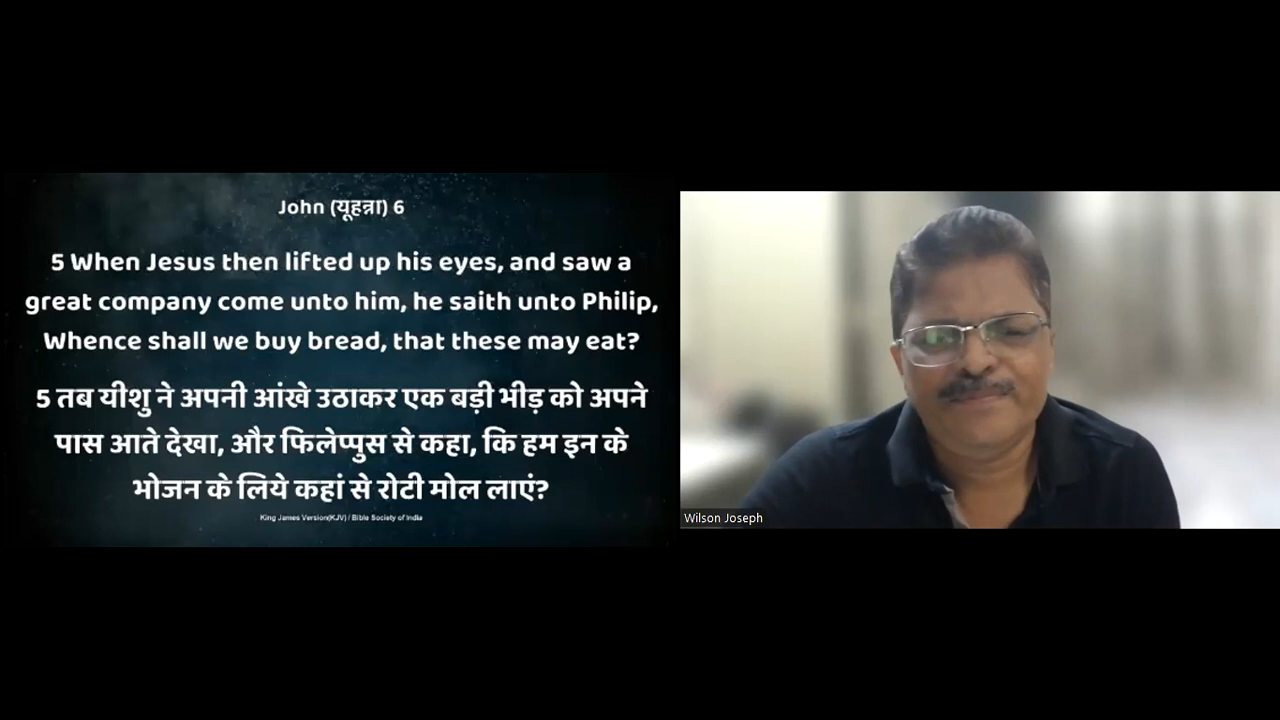 John (यूहन्ना) 6
5 When Jesus then lifted up his eyes, and saw a
great company come unto him, he saith unto Philip,
Whence shall we buy bread, that these may eat?
5 तब यीशु ने अपनी आंखे उठाकर एक बड़ी भीड़ को अपने
पास आते देखा, और फिलेप्पुस से कहा, कि हम इन के
भोजन के लिये कहां से रोटी मोल लाएं?
King James Version(KJV) / Bible Society of India
Wilson Joseph